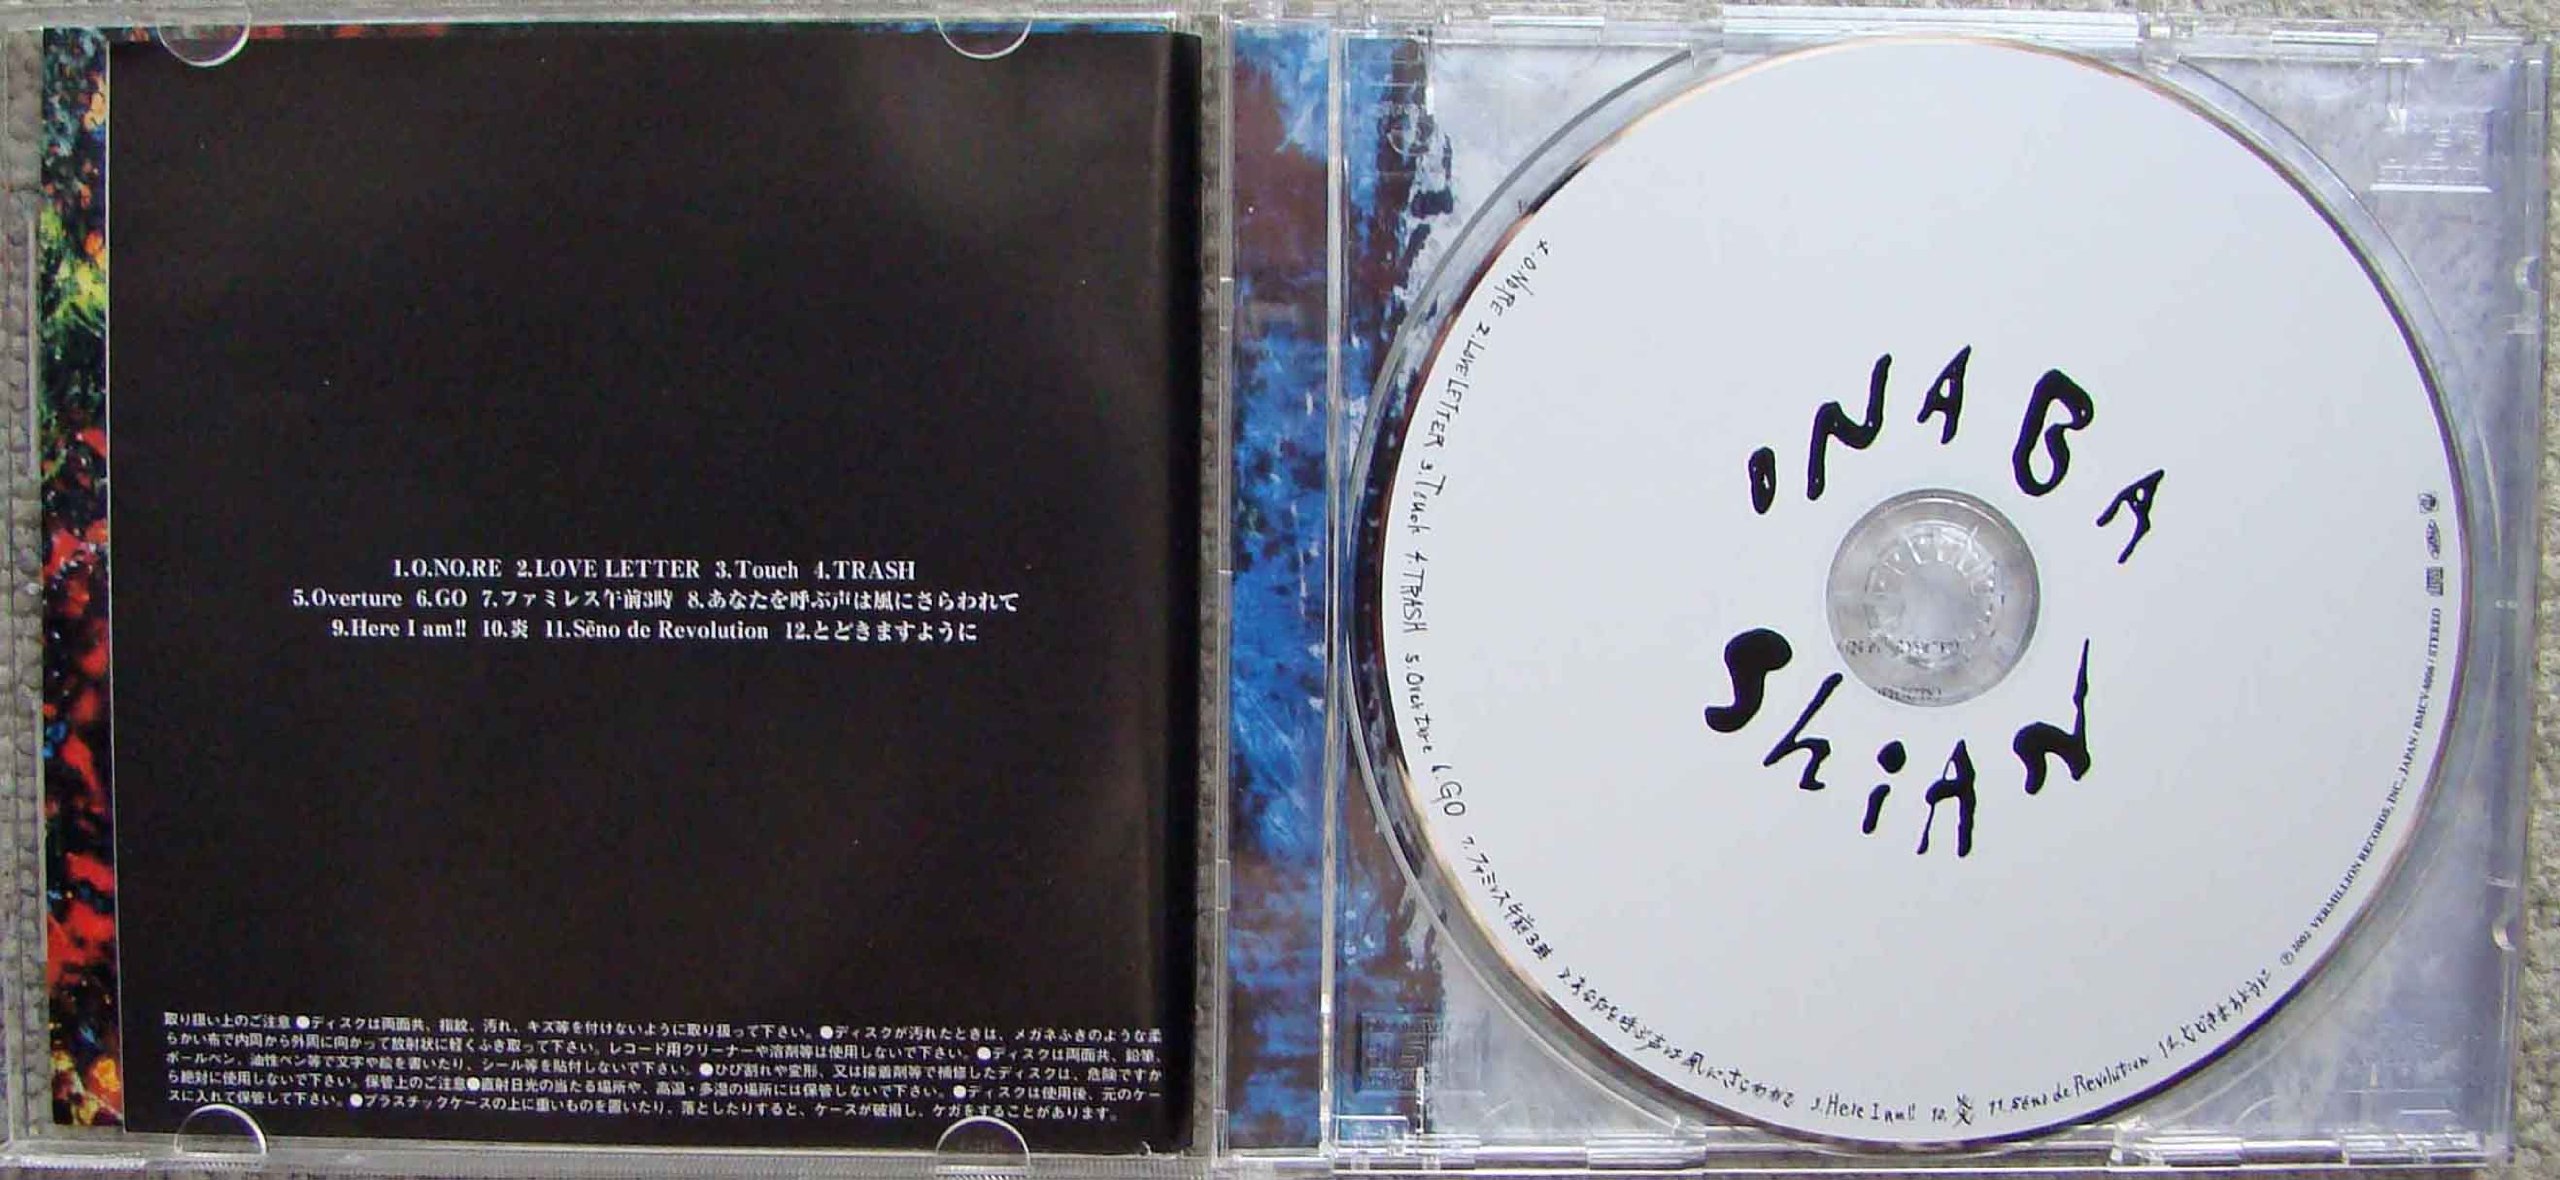 1.O.NO.RE 2.LOVE LETTER 3.Touch 4.TRASH
5.Overture 6.GO 7.ファミレス午前3時 8.あなたを呼ぶ声は風にさらわれて
9.Here I am!! 10.炎 11.Sēno de Revolution 12.とどきますように
取り扱い上のご注意 ●ディスクは両面共、指紋、汚れ、キズ等を付けないように取り扱って下さい。●ディスクが汚れたときは、メガネふきのような柔
らかい布で内周から外周に向かって放射状に軽くふき取って下さい。レコード用クリーナーや溶剤等は使用しないで下さい。●ディスクは両面共、鉛筆、
ボールペン、油性ペン等で文字や絵を書いたり、シール等を貼付しないで下さい。●ひび割れや変形、又は接着剤等で補修したディスクは、危険ですか
ら絶対に使用しないで下さい。保管上のご注意●直射日光の当たる場所や、高温・多湿の場所には保管しないで下さい。●ディスクは使用後、元のケー
スに入れて保管して下さい。●プラスチックケースの上に重いものを置いたり、落としたりすると、ケースが破損し、ケガをすることがあります。
ONABA
1.O.NO.RE 2.LOVE LETTER 3.Touch 4.TRASH 5.Overture 6.GO 7.ファミレス午前3時 8.あなたを呼ぶ声は風にさらわれて 9.Here I am!! 10.炎 11.Sēno de Revolution 12.とどきますように
Ⓟ2002 VERMILLION RECORDS, INC., JAPAN / BMCV-4006 / STEREO